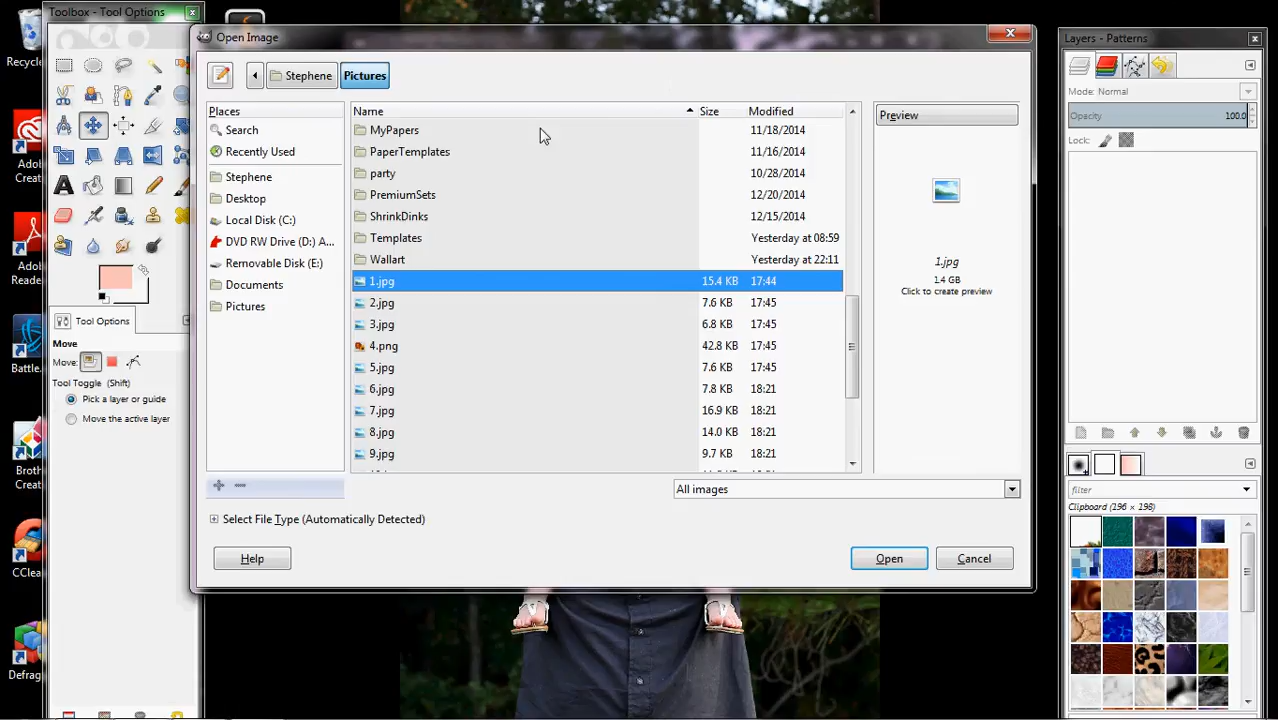 Toolbox - Tool Options
Recycle
Adobe
Creat...
Adob
Reade...
Battle.
Broth
Creativ
CCle
Defrag
Move
Tool Options
Move:
Tool Toggle (Shift)
Pick a layer or guide
Move the active layer
Open Image
Stephene
Pictures
Places
Search
Recently Used
Stephene
Desktop
Local Disk (C:)
DVD RW Drive (D:) A...
Removable Disk (E:)
Documents
Pictures
Name Size Modified
MyPapers 11/18/2014
PaperTemplates 11/16/2014
party 10/28/2014
PremiumSets 12/20/2014
ShrinkDinks 12/15/2014
Templates Yesterday at 08:59
Wallart Yesterday at 22:11
1.jpg 15.4 KB 17:44
2.jpg 7.6 KB 17:45
3.jpg 6.8 KB 17:45
4.png 42.8 KB 17:45
5.jpg 7.6 KB 17:45
6.jpg 7.8 KB 18:21
7.jpg 16.9 KB 18:21
8.jpg 14.0 KB 18:21
9.jpg 9.7 KB 18:21
Preview
1.jpg
1.4 GB
Click to create preview
All images
Select File Type (Automatically Detected)
Help
Open
Cancel
Layers - Patterns
Mode: Normal
Opacity 100.0
Lock:
filter
Clipboard (196 × 198)